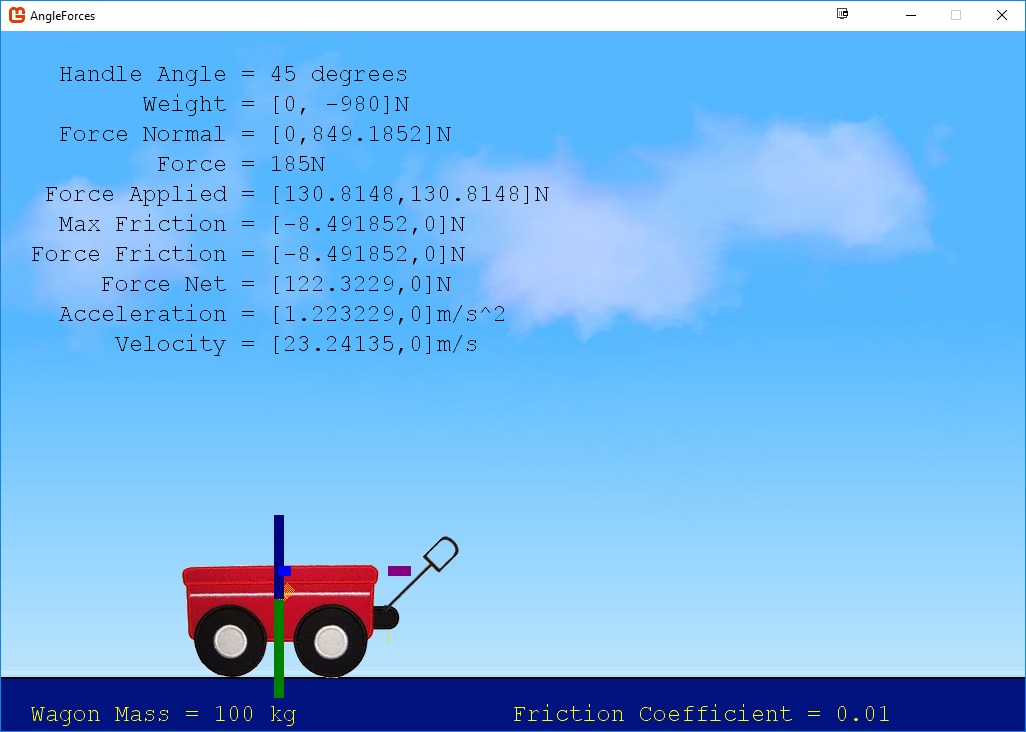 AngleForces
Handle Angle = 45 degrees
Weight = [0, -980]N
Force Normal = [0,849.1852]N
Force = 185N
Force Applied = [130.8148,130.8148]N
Max Friction = [-8.491852,0]N
Force Friction = [-8.491852,0]N
Force Net = [122.3229,0]N
Acceleration = [1.223229,0]m/s^2
Velocity = [23.24135,0]m/s
Wagon Mass = 100 kg
Friction Coefficient = 0.01